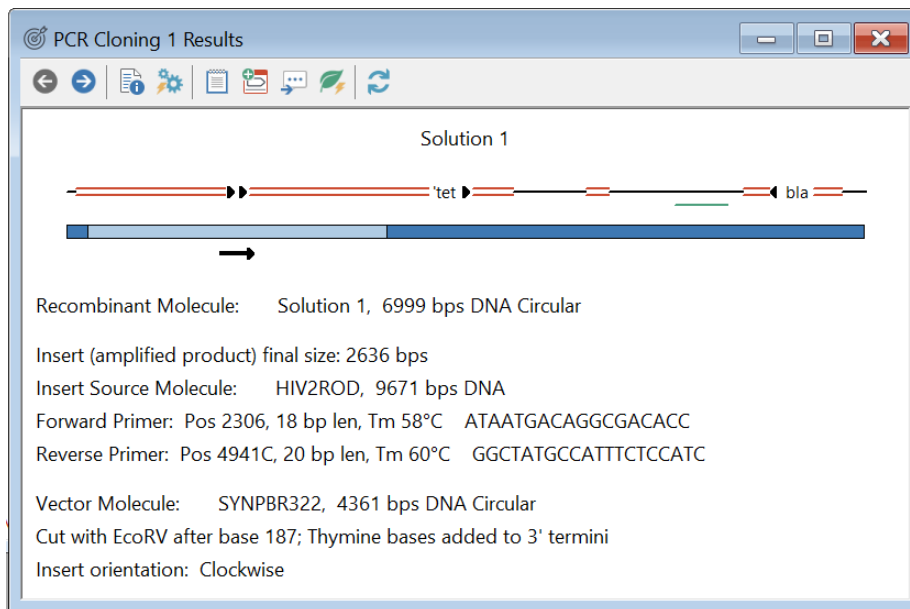 PCR Cloning 1 Results
Solution 1
'tet bla
Recombinant Molecule: Solution 1, 6999 bps DNA Circular
Insert (amplified product) final size: 2636 bps
Insert Source Molecule: HIV2ROD, 9671 bps DNA
Forward Primer: Pos 2306, 18 bp len, Tm 58°C ATAATGACAGGCGACACC
Reverse Primer: Pos 4941C, 20 bp len, Tm 60°C GGCTATGCCATTTCTCCATC
Vector Molecule: SYNPBR322, 4361 bps DNA Circular
Cut with EcoRV after base 187; Thymine bases added to 3' termini
Insert orientation: Clockwise